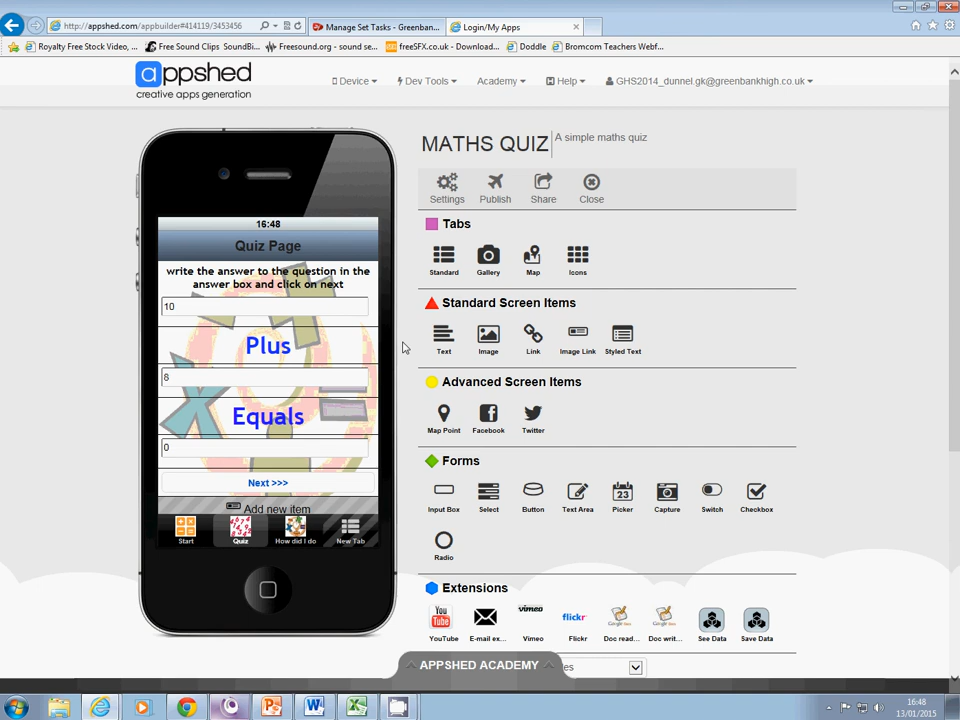 http://appshed.com/appbuilder#414119/3453456
Manage Set Tasks - Greenban...
Login/My Apps
Royalty Free Stock Video, ...
Free Sound Clips SoundBi...
Freesound.org - sound se...
freeSFX.co.uk - Download...
Doddle
Bromcom Teachers Webf...
appshed
creative apps generation
Device
Dev Tools
Academy
Help
GHS2014_dunnel.gk@greenbankhigh.co.uk
MATHS QUIZ
A simple maths quiz
Settings
Publish
Share
Close
16:48
Quiz Page
write the answer to the question in the
answer box and click on next
10
Plus
8
Equals
0
Next >>>
Add new item
Start
Quiz
How did I do
New Tab
Tabs
Standard
Gallery
Map
Icons
Standard Screen Items
Text
Image
Link
Image Link
Styled Text
Advanced Screen Items
Map Point
Facebook
Twitter
Forms
Input Box
Select
Button
Text Area
Picker
Capture
Switch
Checkbox
Radio
Extensions
YouTube
E-mail ex...
Vimeo
Flickr
Doc read...
Doc writ...
See Data
Save Data
APPSHED ACADEMY
16:48
13/01/2015